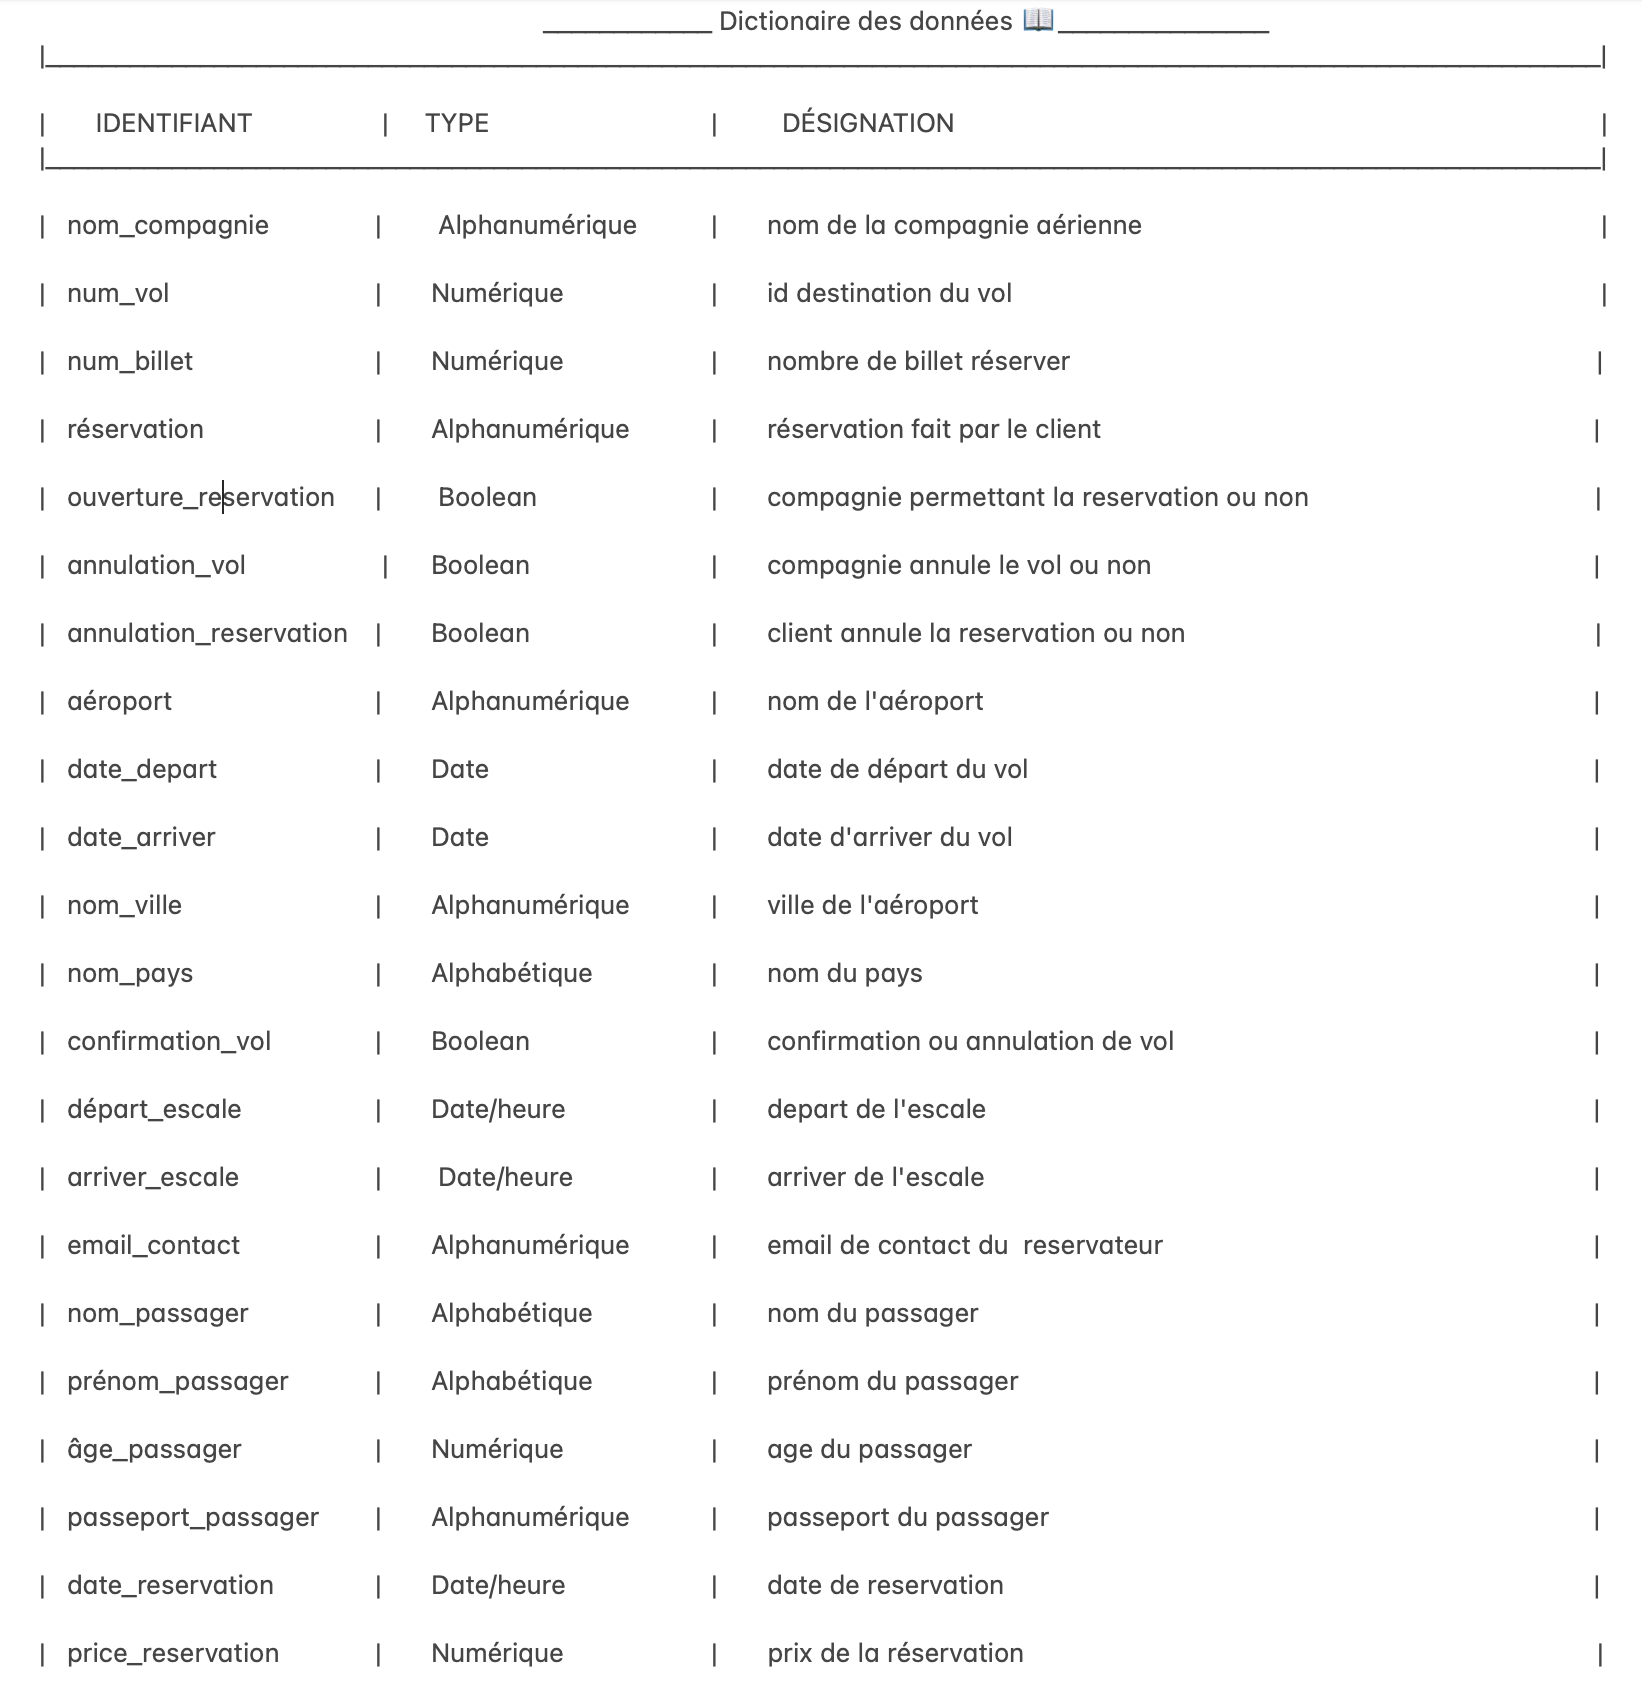 ____________ Dictionaire des données 📖_______________
|______________________________________________________________|
| IDENTIFIANT | TYPE | DÉSIGNATION |
|______________________________________________________________|
| nom_compagnie | Alphanumérique | nom de la compagnie aérienne |
| num_vol | Numérique | id destination du vol |
| num_billet | Numérique | nombre de billet réserver |
| réservation | Alphanumérique | réservation fait par le client |
| ouverture_reservation | Boolean | compagnie permettant la reservation ou non |
| annulation_vol | Boolean | compagnie annule le vol ou non |
| annulation_reservation | Boolean | client annule la reservation ou non |
| aéroport | Alphanumérique | nom de l'aéroport |
| date_depart | Date | date de départ du vol |
| date_arriver | Date | date d'arriver du vol |
| nom_ville | Alphanumérique | ville de l'aéroport |
| nom_pays | Alphabétique | nom du pays |
| confirmation_vol | Boolean | confirmation ou annulation de vol |
| départ_escale | Date/heure | depart de l'escale |
| arriver_escale | Date/heure | arriver de l'escale |
| email_contact | Alphanumérique | email de contact du  reservateur |
| nom_passager | Alphabétique | nom du passager |
| prénom_passager | Alphabétique | prénom du passager |
| âge_passager | Numérique | age du passager |
| passeport_passager | Alphanumérique | passeport du passager |
| date_reservation | Date/heure | date de reservation |
| price_reservation | Numérique | prix de la réservation |